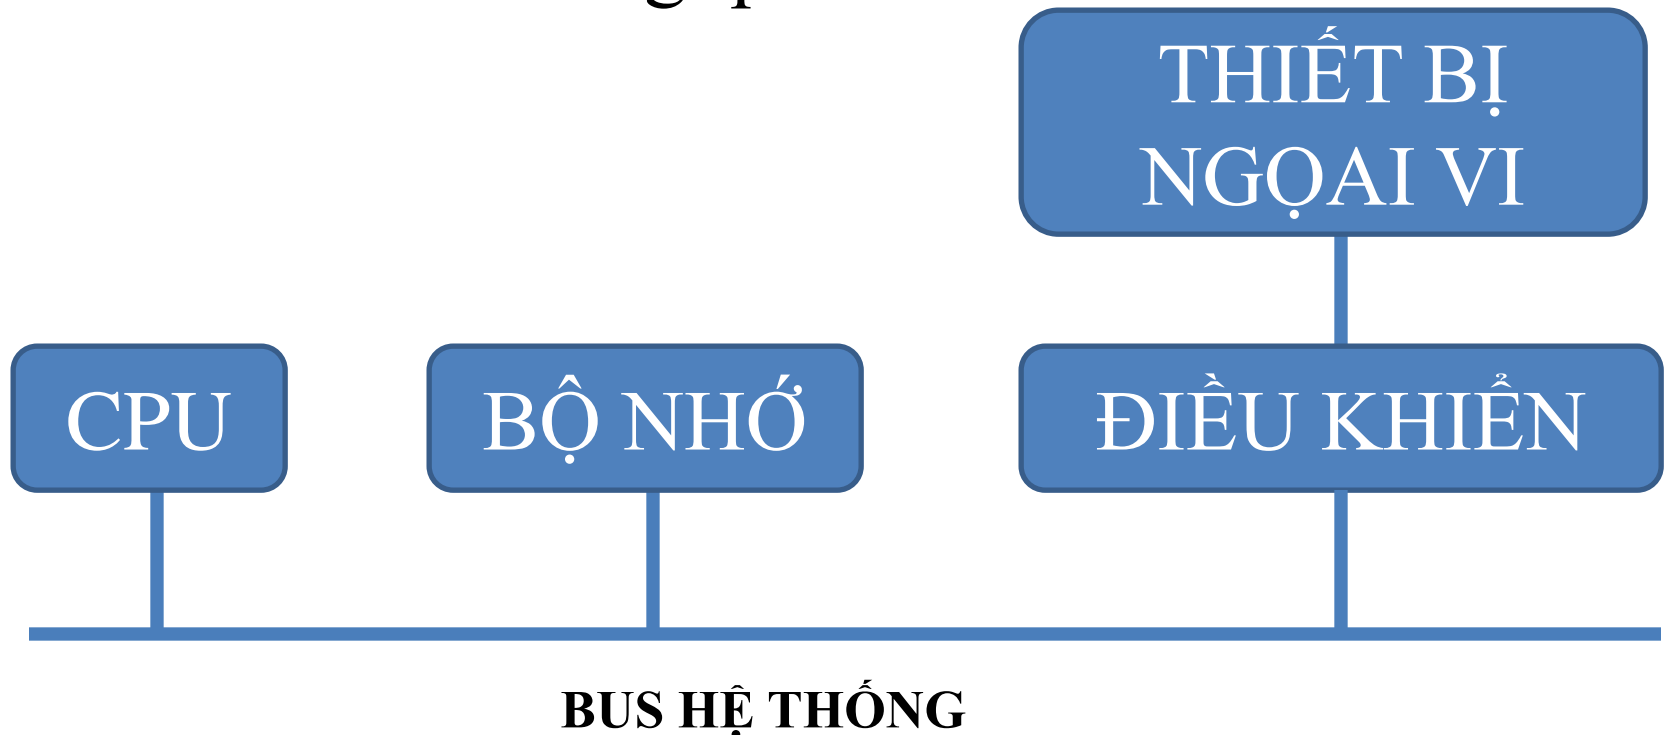 THIẾT BỊ
NGOẠI VI
CPU
BỘ NHỚ
ĐIỀU KHIỂN
BUS HỆ THỐNG